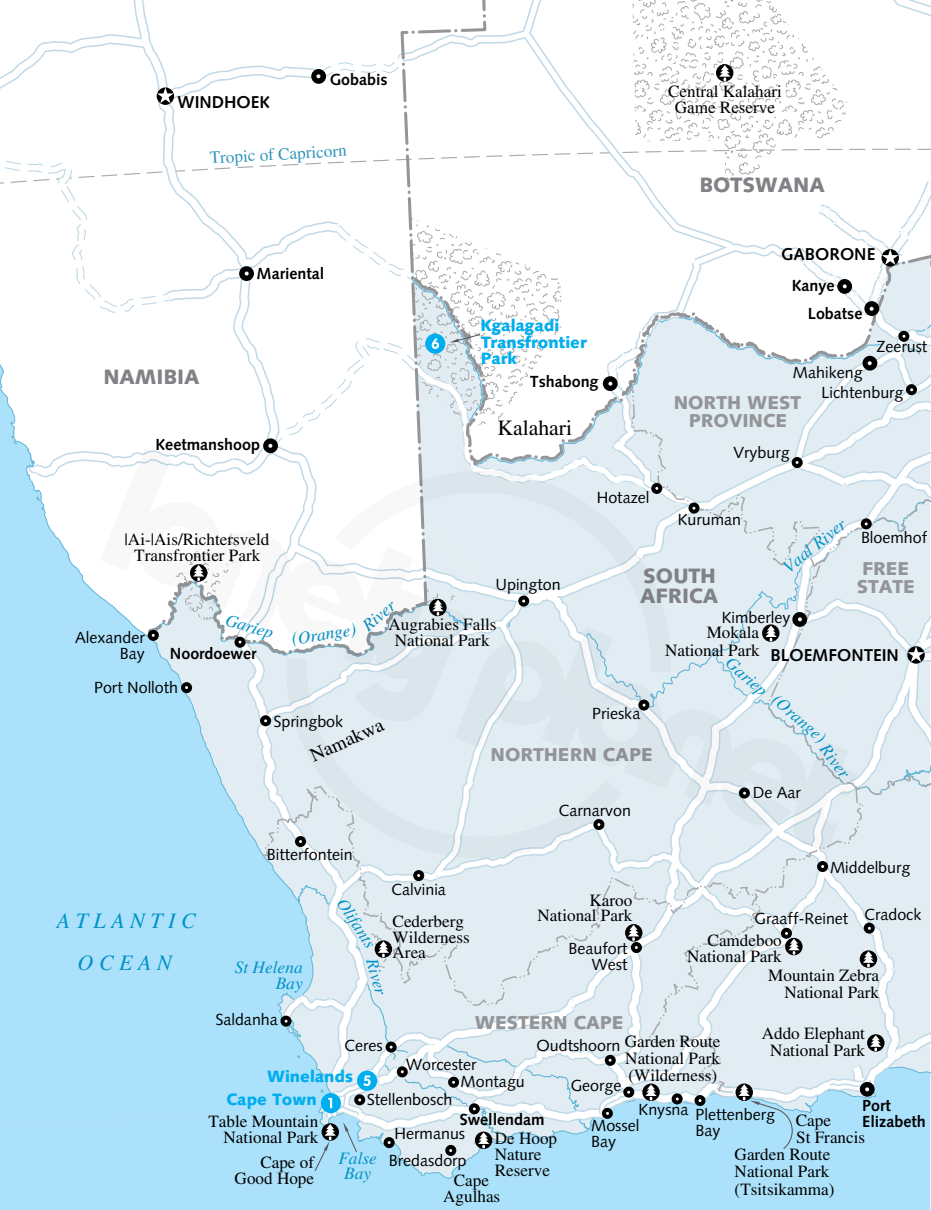 Gobabis
WINDHOEK
Central Kalahari
Game Reserve
Tropic of Capricorn
BOTSWANA
GABORONE
Mariental
Kanye
Lobatse
6
Kgalagadi
Transfrontier
Park
Zeerust
Mahikeng
Lichtenburg
NAMIBIA
Tshabong
NORTH WEST
PROVINCE
Kalahari
Keetmanshoop
Vryburg
Hotazel
Kuruman
|Ai-|Ais/Richtersveld
Transfrontier Park
Vaal River
Bloemhof
FREE
STATE
SOUTH
AFRICA
Upington
Gariep (Orange) River
Augrabies Falls
National Park
Kimberley
Mokala
National Park
BLOEMFONTEIN
Alexander
Bay
Noordoewer
Port Nolloth
Gariep (Orange) River
Prieska
Springbok
Namakwa
NORTHERN CAPE
De Aar
Carnarvon
Bitterfontein
Middelburg
Calvinia
Karoo
National Park
Olifants River
Cederberg
Wilderness
Area
Graaff-Reinet
Cradock
Camdeboo
National Park
Beaufort
West
ATLANTIC
OCEAN
Mountain Zebra
National Park
St Helena
Bay
Saldanha
WESTERN CAPE
Addo Elephant
National Park
Ceres
Oudtshoorn
Garden Route
National Park
(Wilderness)
Worcester
Winelands 5
Montagu
George
Cape Town 1
Stellenbosch
Knysna
Plettenberg
Bay
Port
Elizabeth
Swellendam
Mossel
Bay
Table Mountain
National Park
Cape
St Francis
Hermanus
De Hoop
Nature
Reserve
Bredasdorp
Cape of
Good Hope
False
Bay
Cape
Agulhas
Garden Route
National Park
(Tsitsikamma)
lonely planet